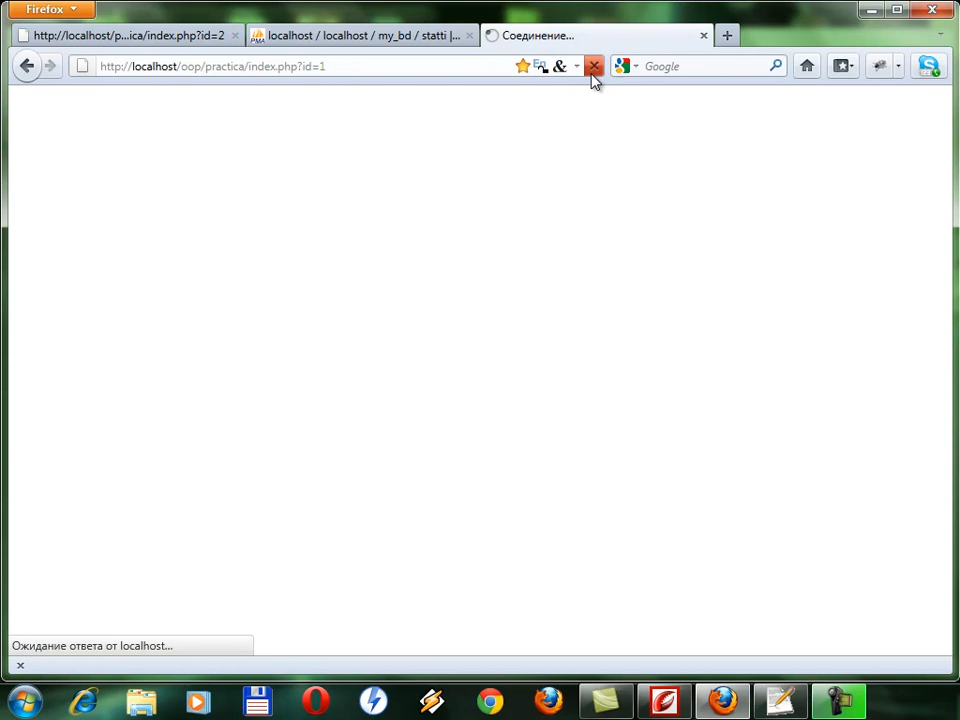 Firefox
http://localhost/p...ica/index.php?id=2
localhost / localhost / my_bd / statti |...
Соединение...
http://localhost/oop/practica/index.php?id=1
Google
Ожидание ответа от localhost...